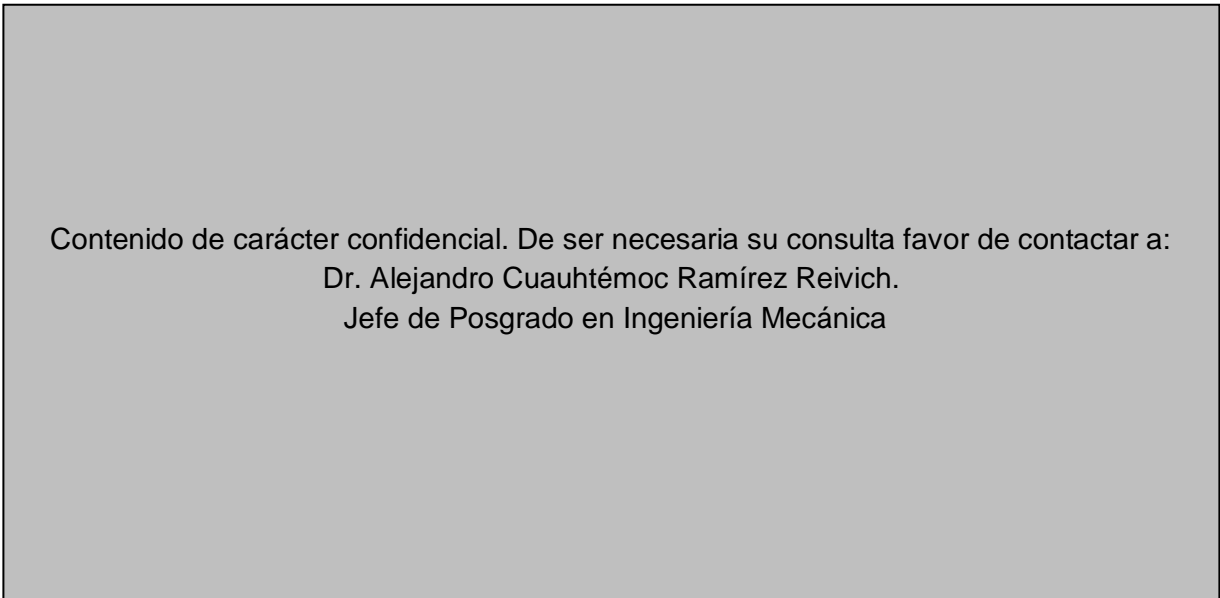 Contenido de carácter confidencial. De ser necesaria su consulta favor de contactar a:
Dr. Alejandro Cuauhtémoc Ramírez Reivich.
Jefe de Posgrado en Ingeniería Mecánica